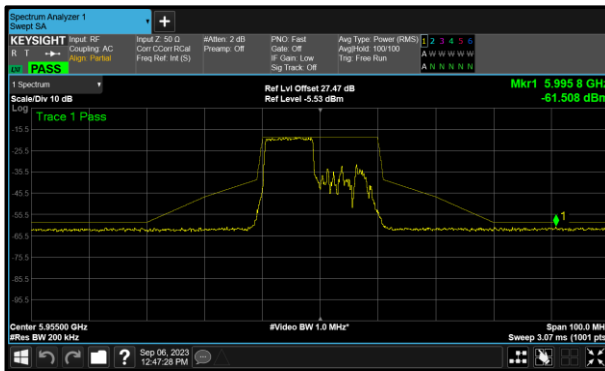 Spectrum Analyzer 1
Swept SA
KEYSIGHT
R T
LXI
PASS
Input: RF
Coupling: AC
Align: Partial
Input Z: 50 Ω
Corr CCorr RCal
Freq Ref: Int (S)
#Atten: 2 dB
Preamp: Off
PNO: Fast
Gate: Off
IF Gain: Low
Sig Track: Off
Avg Type: Power (RMS)
Avg|Hold: 100/100
Trig: Free Run
1 2 3 4 5 6
A W W W W W
A N N N N N
1 Spectrum
Scale/Div 10 dB
Ref Lvl Offset 27.47 dB
Ref Level -5.53 dBm
Mkr1 5.995 8 GHz
-61.508 dBm
Log
Trace 1 Pass
-15.5
-25.5
-35.5
-45.5
-55.5
-65.5
-75.5
-85.5
-95.5
1
Center 5.95500 GHz
#Video BW 1.0 MHz*
Span 100.0 MHz
#Res BW 200 kHz
Sweep 3.07 ms (1001 pts)
?
Sep 06, 2023
12:47:28 PM